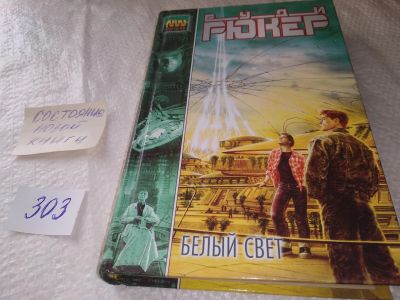 РУДИ
РЮКЕР
БЕЛЫЙ СВЕТ
СОСТОЯНИЕ
НОВОЙ
КНИГИ
303